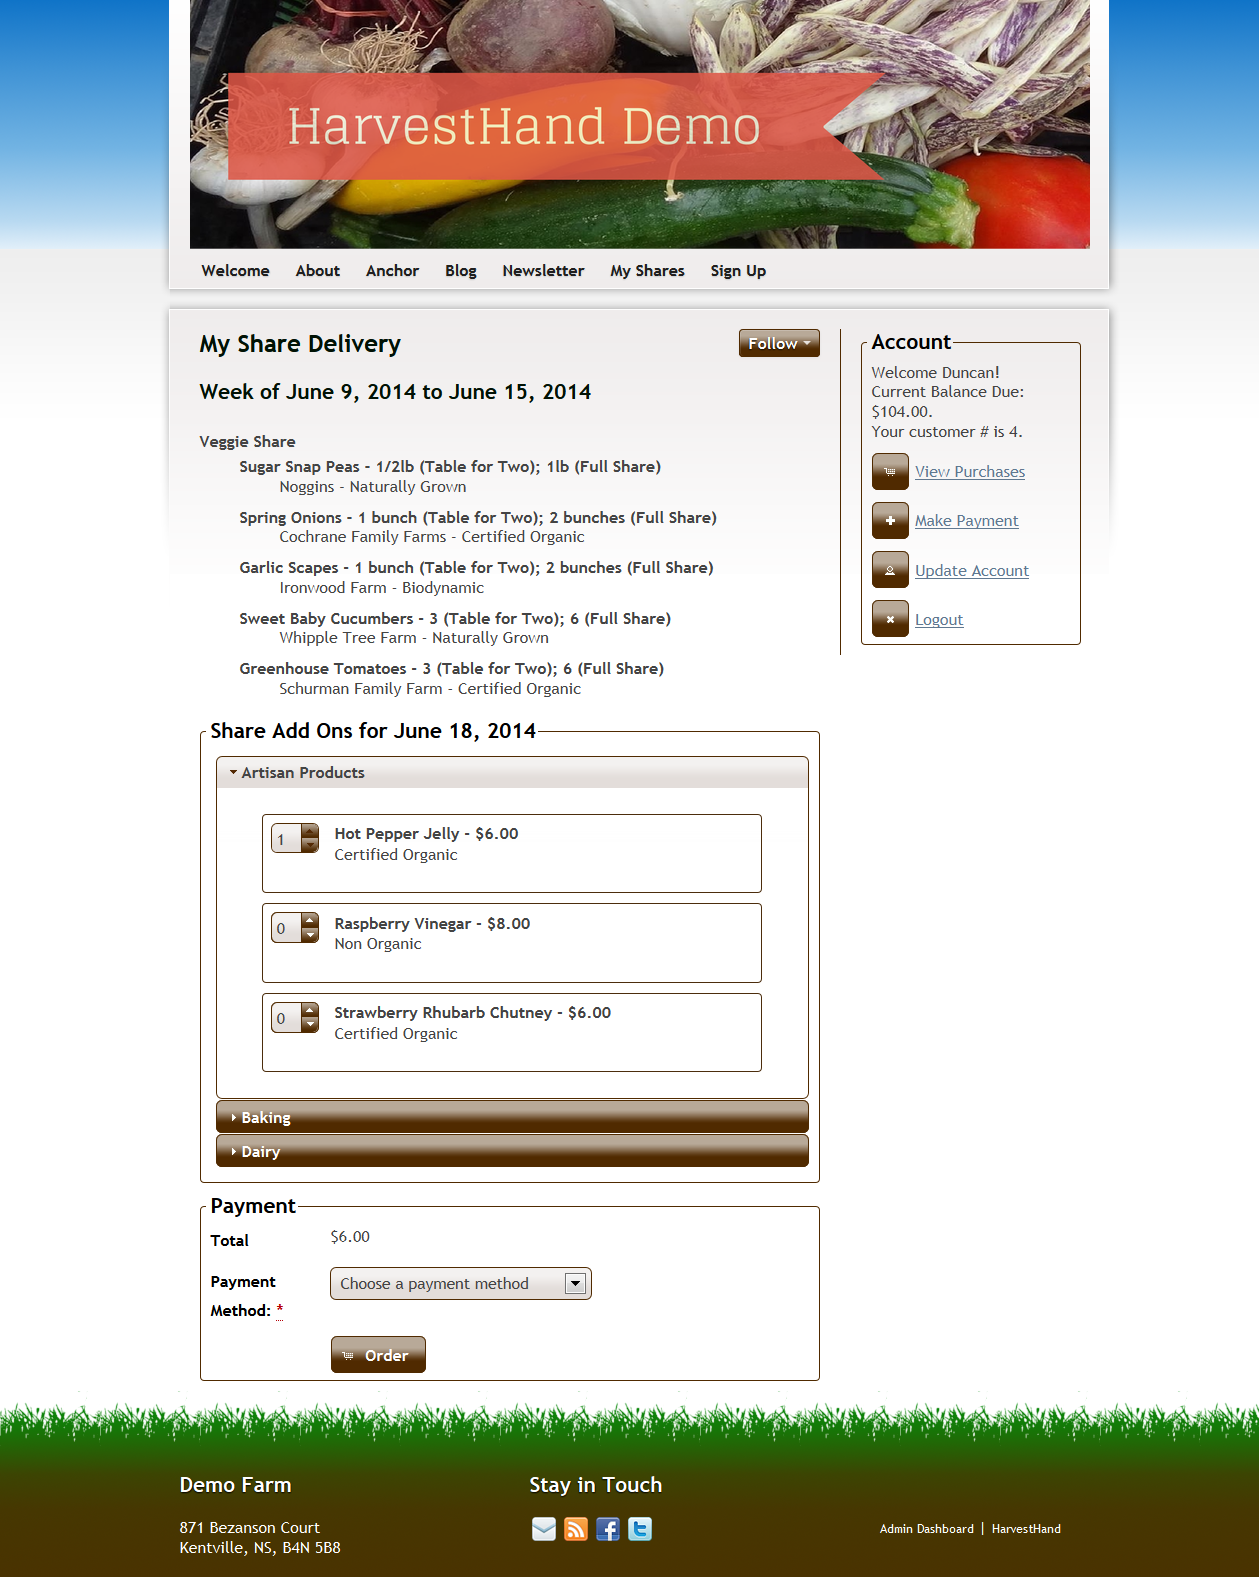 HarvestHand Demo
Welcome About Anchor Blog Newsletter My Shares Sign Up
My Share Delivery
Follow
Week of June 9, 2014 to June 15, 2014
Veggie Share
Sugar Snap Peas - 1/2lb (Table for Two); 1lb (Full Share)
Noggins - Naturally Grown
Spring Onions - 1 bunch (Table for Two); 2 bunches (Full Share)
Cochrane Family Farms - Certified Organic
Garlic Scapes - 1 bunch (Table for Two); 2 bunches (Full Share)
Ironwood Farm - Biodynamic
Sweet Baby Cucumbers - 3 (Table for Two); 6 (Full Share)
Whipple Tree Farm - Naturally Grown
Greenhouse Tomatoes - 3 (Table for Two); 6 (Full Share)
Schurman Family Farm - Certified Organic
Share Add Ons for June 18, 2014
Artisan Products
1
Hot Pepper Jelly - $6.00
Certified Organic
0
Raspberry Vinegar - $8.00
Non Organic
0
Strawberry Rhubarb Chutney - $6.00
Certified Organic
Baking
Dairy
Payment
Total
$6.00
Payment
Method: *
Choose a payment method
Order
Account
Welcome Duncan!
Current Balance Due:
$104.00.
Your customer # is 4.
View Purchases
Make Payment
Update Account
Logout
Demo Farm
871 Bezanson Court
Kentville, NS, B4N 5B8
Stay in Touch
Admin Dashboard | HarvestHand